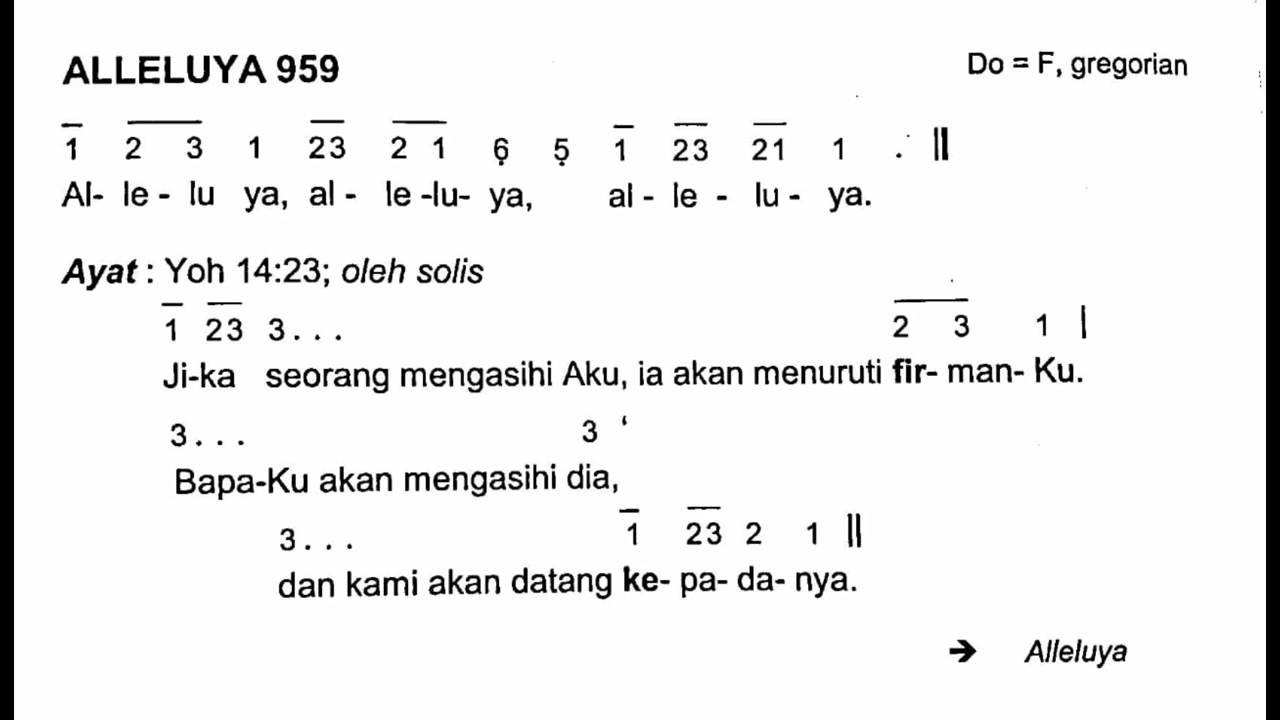 ALLELUYA 959 Do = F, gregorian
1 2 3 1 23 2 1 6̣ 5̣ 1 23 21 1 . ||
Al- le - lu ya, al - le -lu- ya, al - le - lu - ya.
Ayat : Yoh 14:23; oleh solis
1 23 3 . . . 2 3 1 |
Ji-ka seorang mengasihi Aku, ia akan menuruti fir- man- Ku.
3 . . . 3 ‘
Bapa-Ku akan mengasihi dia,
3 . . . 1 23 2 1 ||
dan kami akan datang ke- pa- da- nya.
→ Alleluya